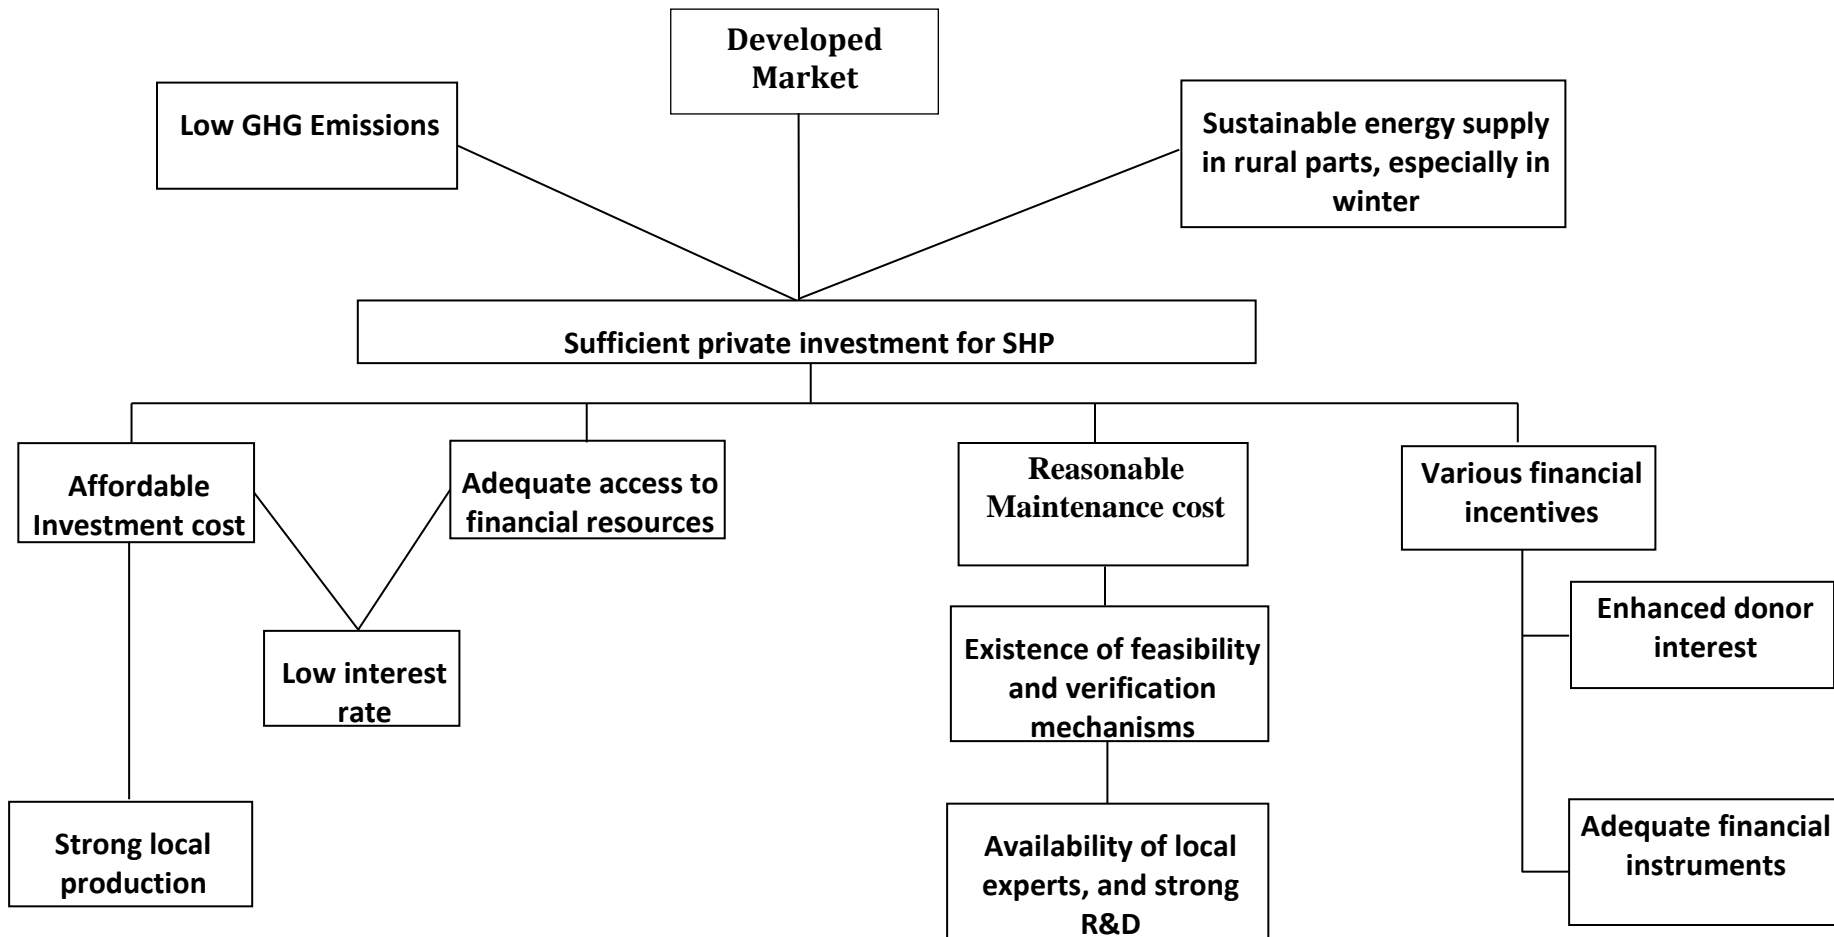 Developed
Market
Low GHG Emissions
Sustainable energy supply
in rural parts, especially in
winter
Sufficient private investment for SHP
Affordable
Investment cost
Adequate access to
financial resources
Reasonable
Maintenance cost
Various financial
incentives
Low interest
rate
Existence of feasibility
and verification
mechanisms
Enhanced donor
interest
Strong local
production
Availability of local
experts, and strong
R&D
Adequate financial
instruments